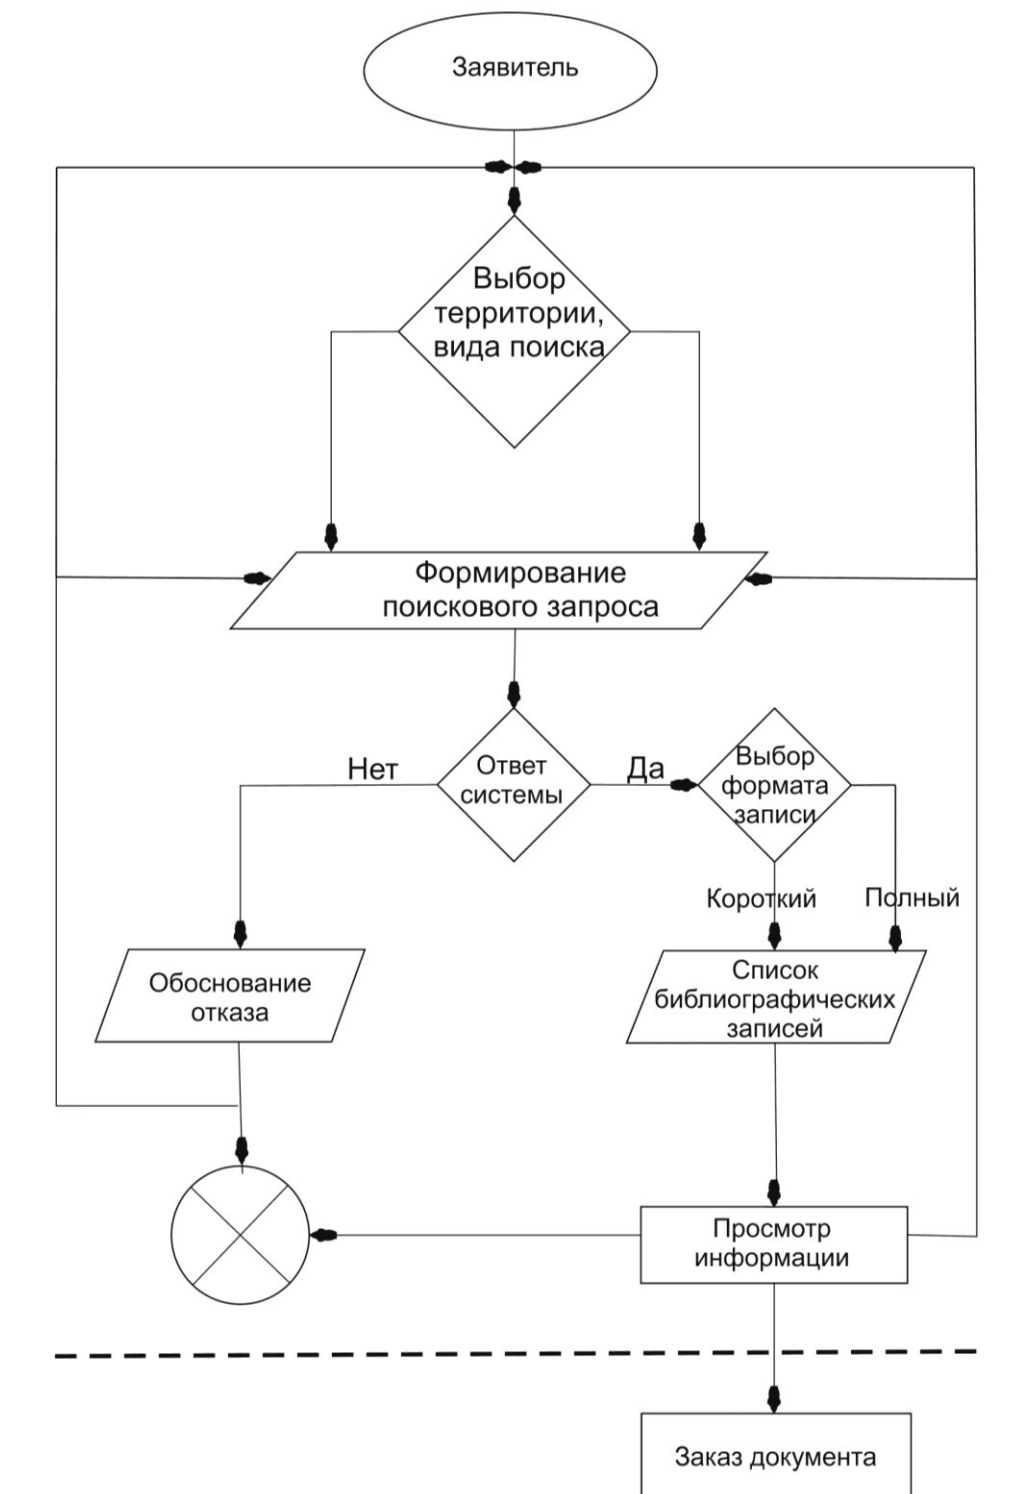 Заявитель
Выбор
территории,
вида поиска
Формирование
поискового запроса
Нет
Ответ
системы
Да
Выбор
формата
записи
Короткий
Полный
Обоснование
отказа
Список
библиографических
записей
Просмотр
информации
Заказ документа